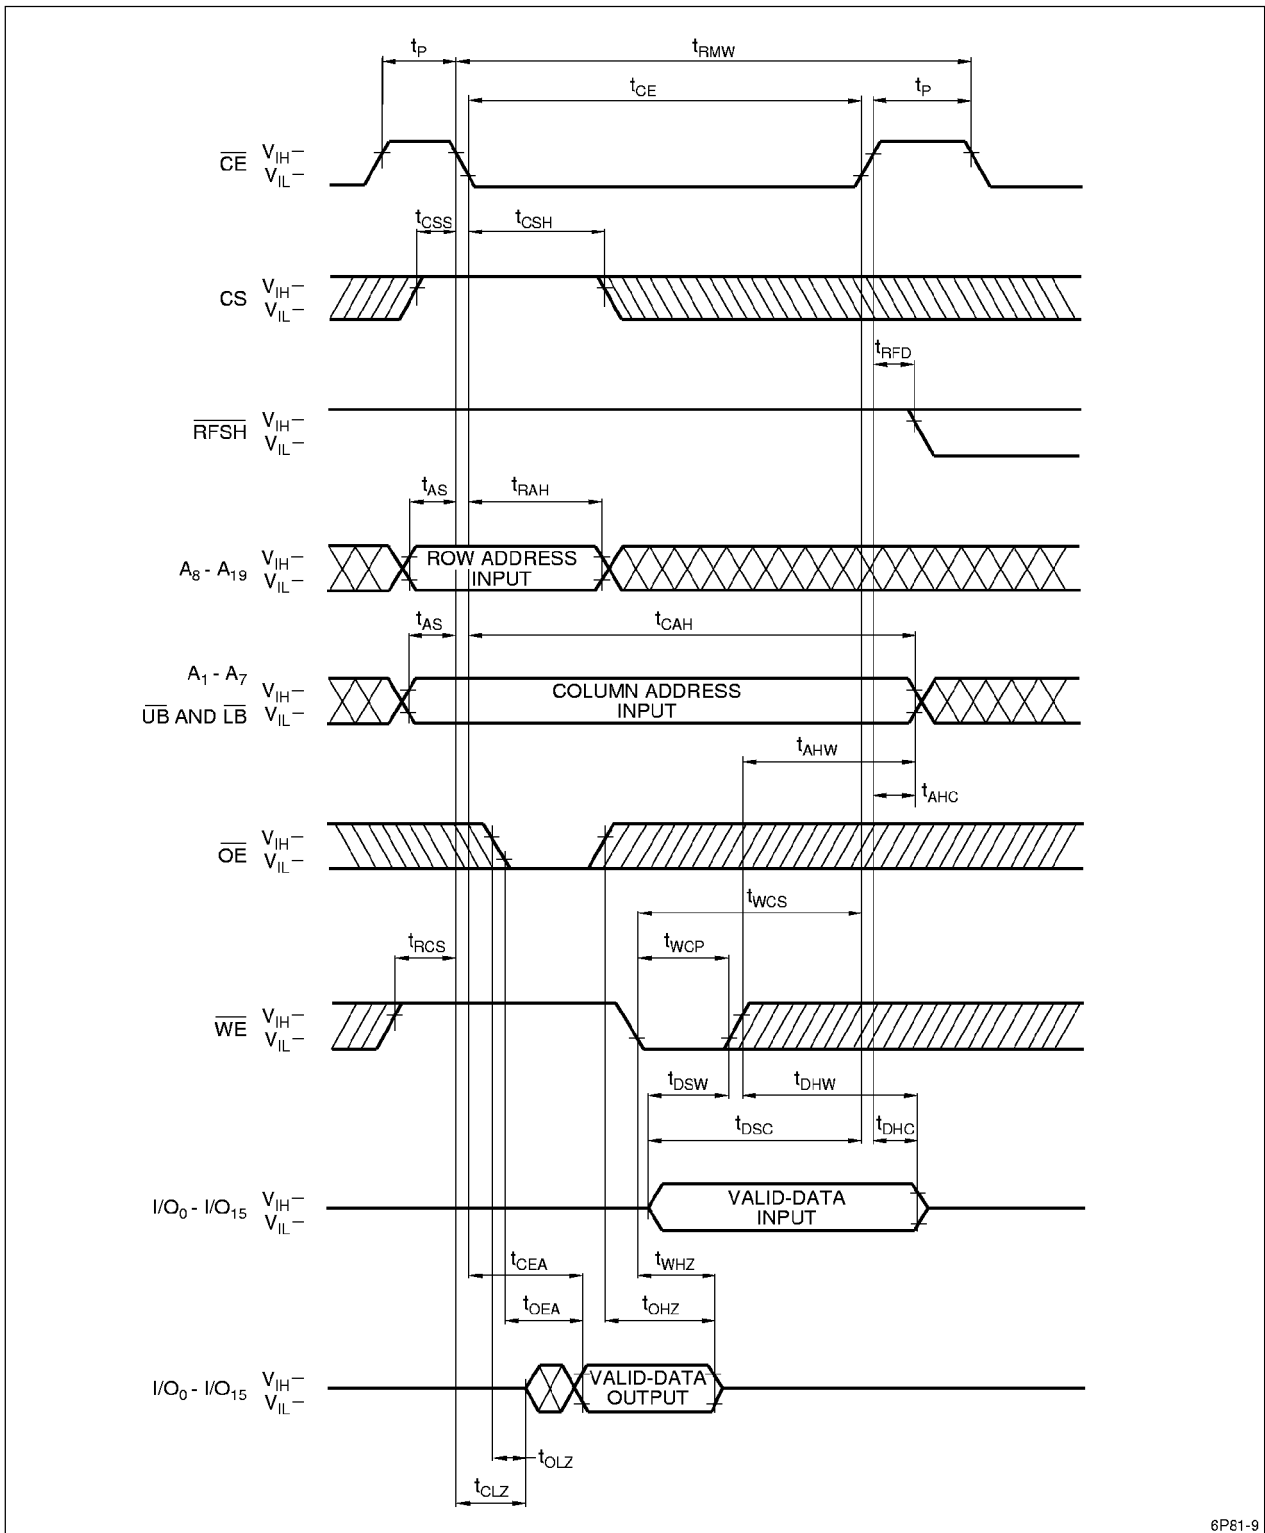 tP
tRMW
tCE
tP
CE VIH
VIL
tCSS
tCSH
CS VIH
VIL
tRFD
RFSH VIH
VIL
tAS
tRAH
A8 - A19 VIH
VIL
ROW ADDRESS
INPUT
tAS
tCAH
A1 - A7
UB AND LB
VIH
VIL
COLUMN ADDRESS
INPUT
tAHW
tAHC
OE VIH
VIL
tWCS
tRCS
tWCP
WE VIH
VIL
tDSW
tDHW
tDSC
tDHC
I/O0 - I/O15 VIH
VIL
VALID-DATA
INPUT
tCEA
tWHZ
tOEA
tOHZ
I/O0 - I/O15 VIH
VIL
VALID-DATA
OUTPUT
tOLZ
tCLZ
6P81-9